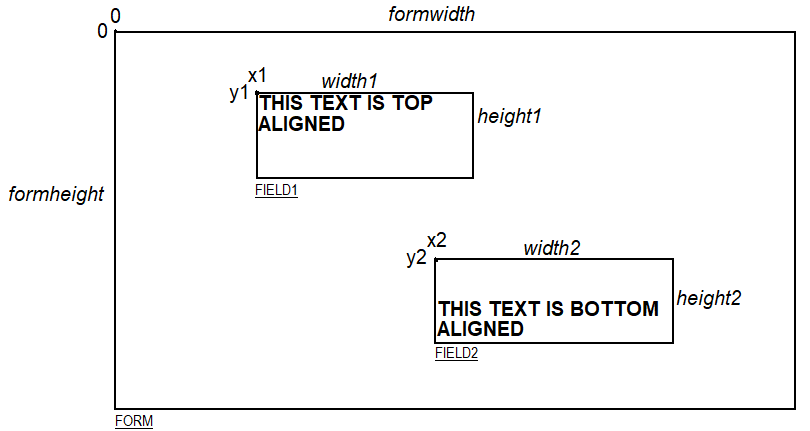 0
formwidth
0
x1
width1
y1
THIS TEXT IS TOP
ALIGNED
height1
FIELD1
formheight
x2
width2
y2
THIS TEXT IS BOTTOM
ALIGNED
height2
FIELD2
FORM